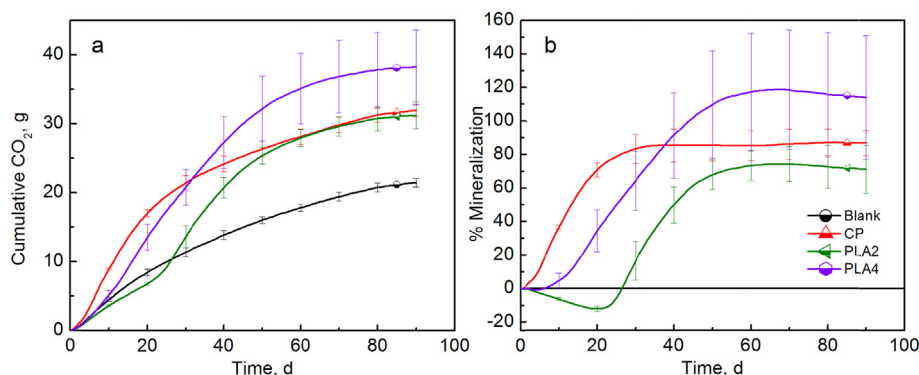 a
Cumulative CO2, g
40
30
20
10
0
0 20 40 60 80 100
Time, d
b
% Mineralization
160
140
120
100
80
60
40
20
0
-20
Blank
CP
PLA2
PLA4
0 20 40 60 80 100
Time, d